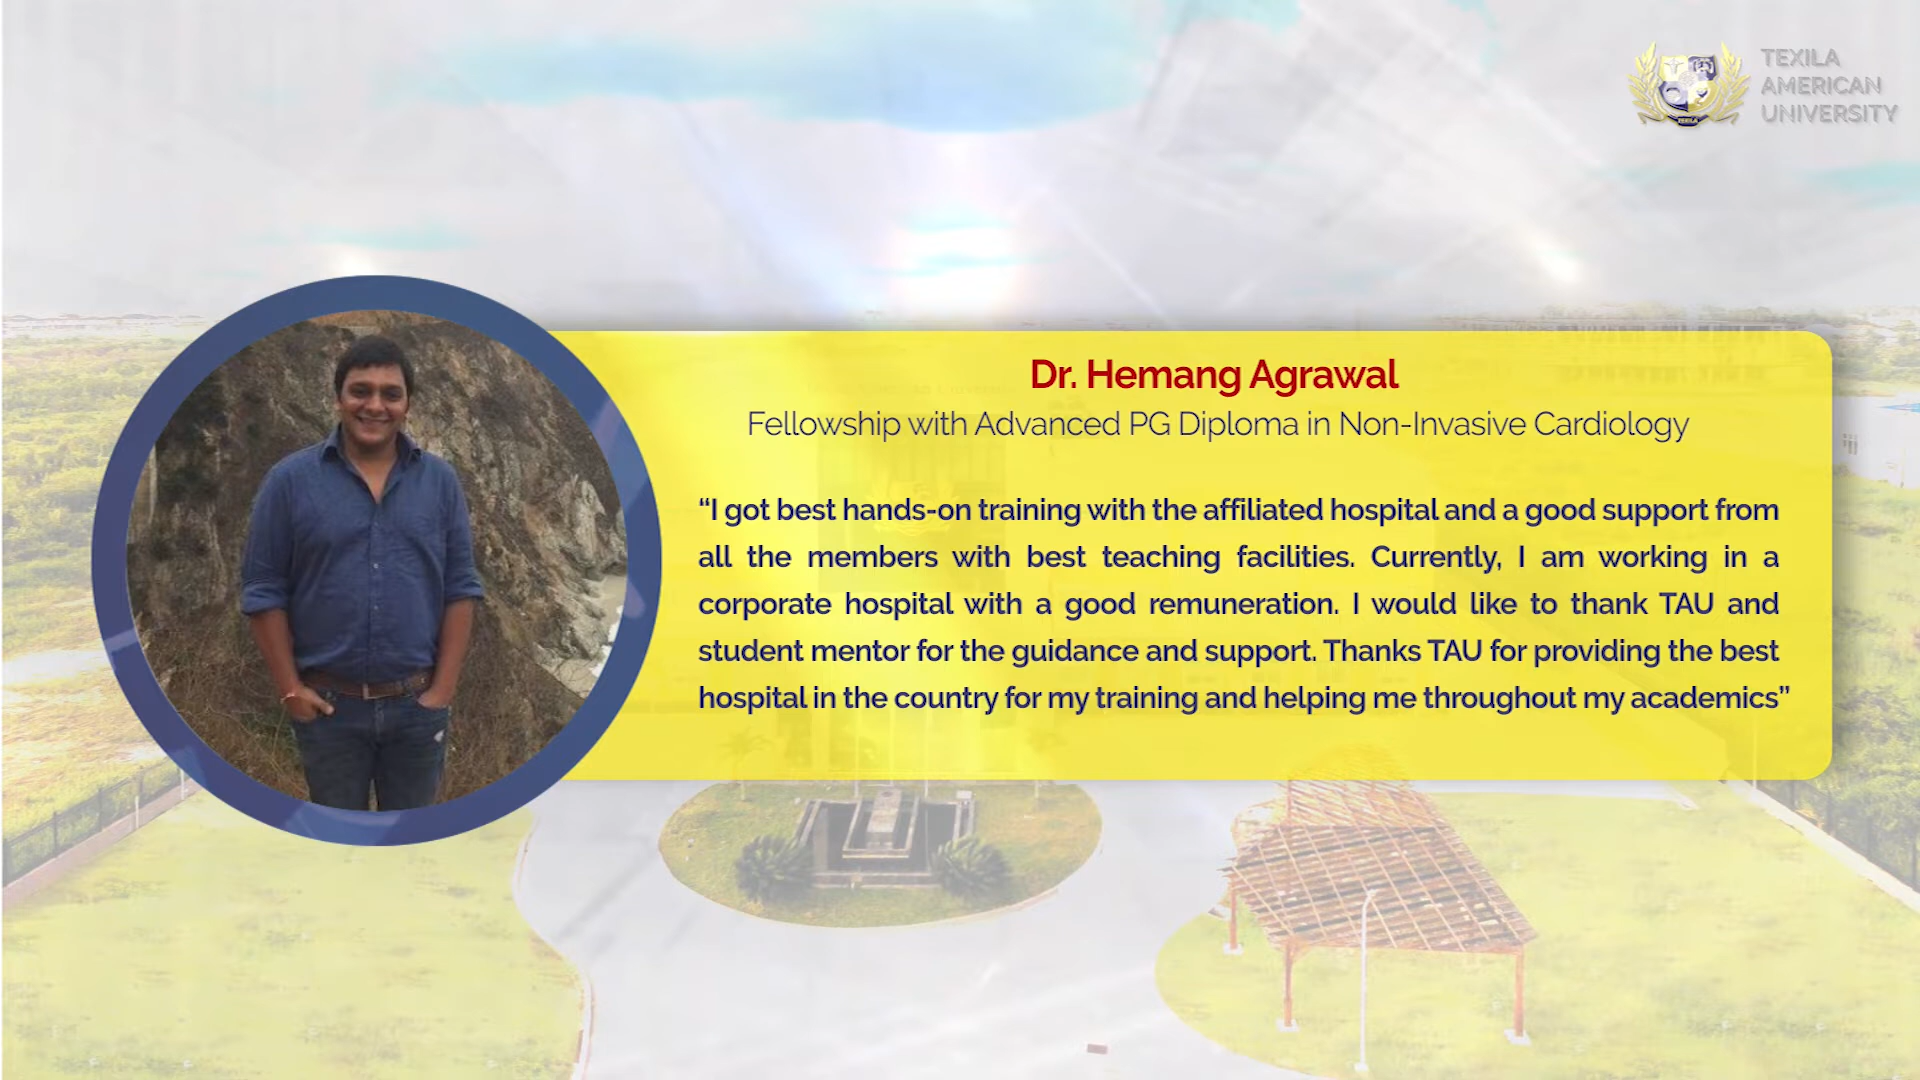 TEXILA
AMERICAN
UNIVERSITY
TEXILA
Dr. Hemang Agrawal
Fellowship with Advanced PG Diploma in Non-Invasive Cardiology
“I got best hands-on training with the affiliated hospital and a good support from
all the members with best teaching facilities. Currently, I am working in a
corporate hospital with a good remuneration. I would like to thank TAU and
student mentor for the guidance and support. Thanks TAU for providing the best
hospital in the country for my training and helping me throughout my academics”